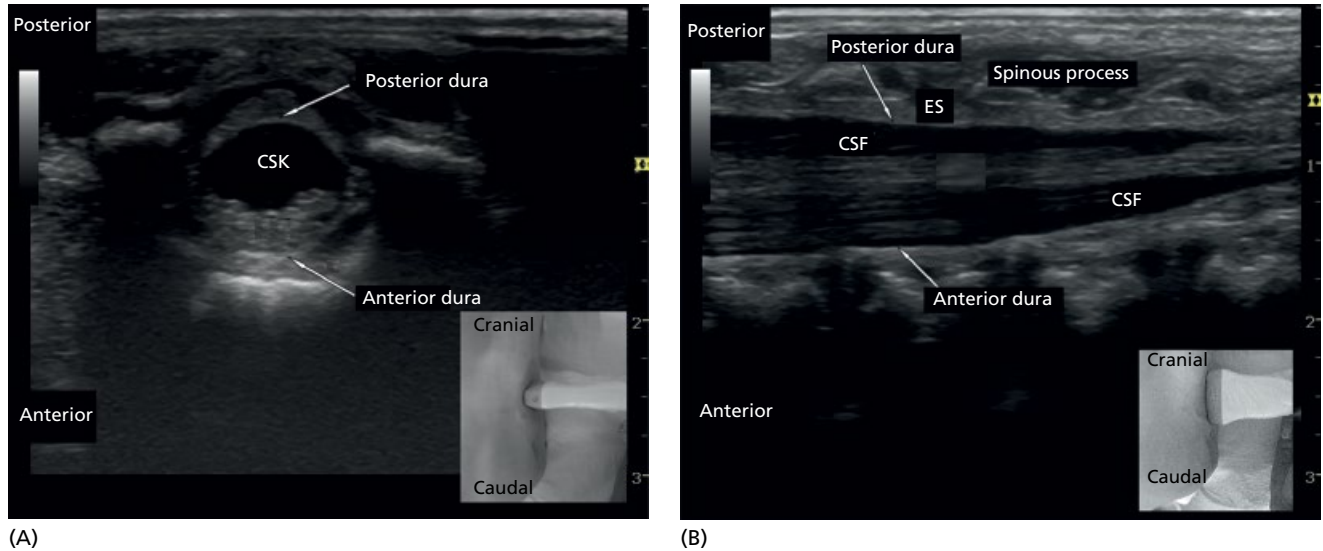 Posterior
Posterior dura
CSK
Anterior dura
Cranial
Anterior
Caudal
1
2
3
(A)
Posterior
Posterior dura
Spinous process
ES
CSF
CSF
Anterior dura
Cranial
Anterior
Caudal
1
2
3
(B)